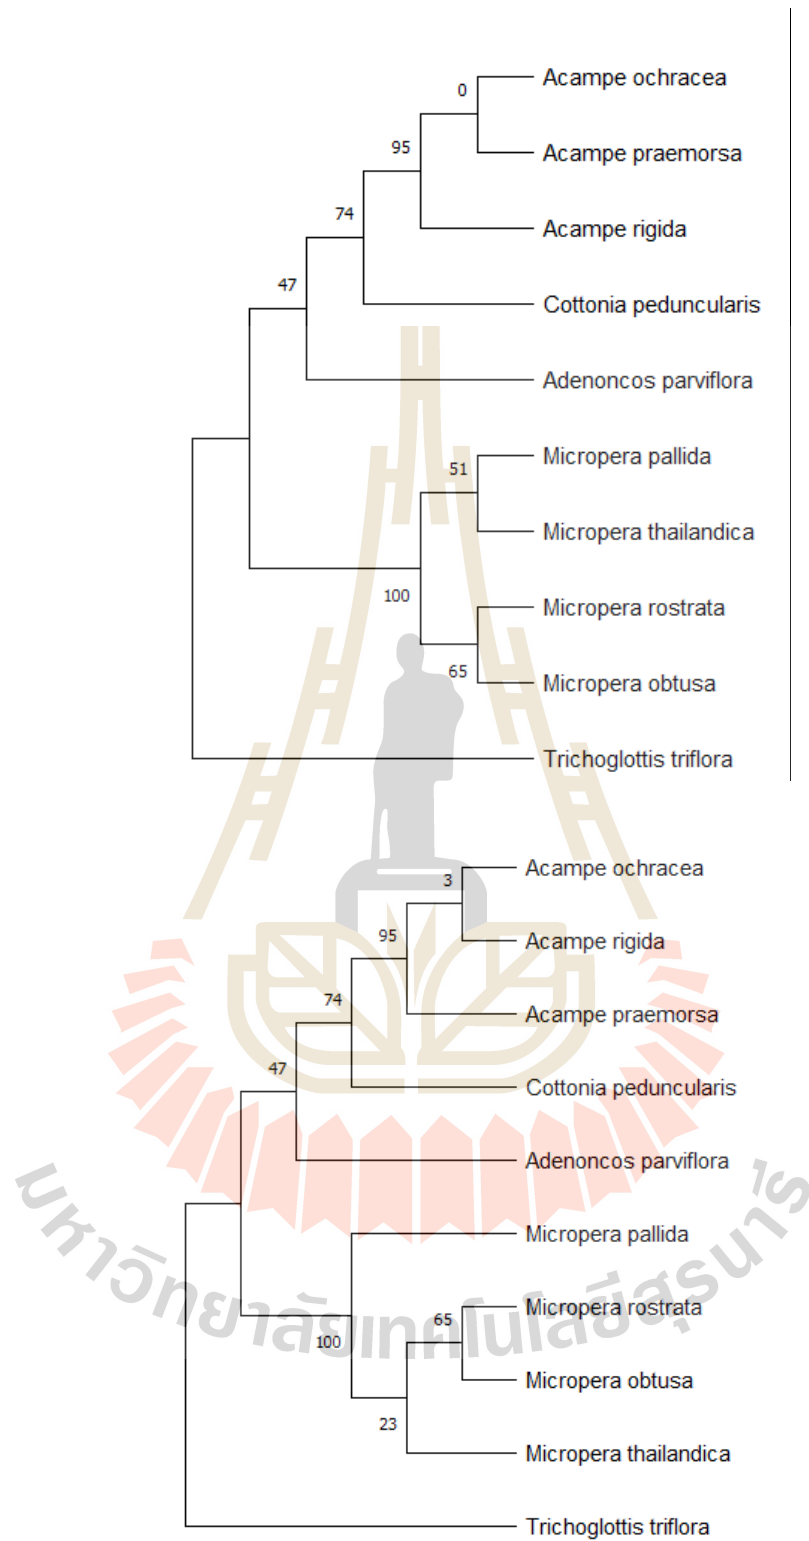 0
Acampe ochracea
95
Acampe praemorsa
74
Acampe rigida
47
Cottonia peduncularis
Adenoncos parviflora
Micropera pallida
51
Micropera thailandica
100
Micropera rostrata
65
Micropera obtusa
Trichoglottis triflora
3
Acampe ochracea
95
Acampe rigida
74
Acampe praemorsa
47
Cottonia peduncularis
Adenoncos parviflora
Micropera pallida
65
Micropera rostrata
100
Micropera obtusa
23
Micropera thailandica
Trichoglottis triflora
มหาวิทยาลัยเทคโนโลยีสุรนารี